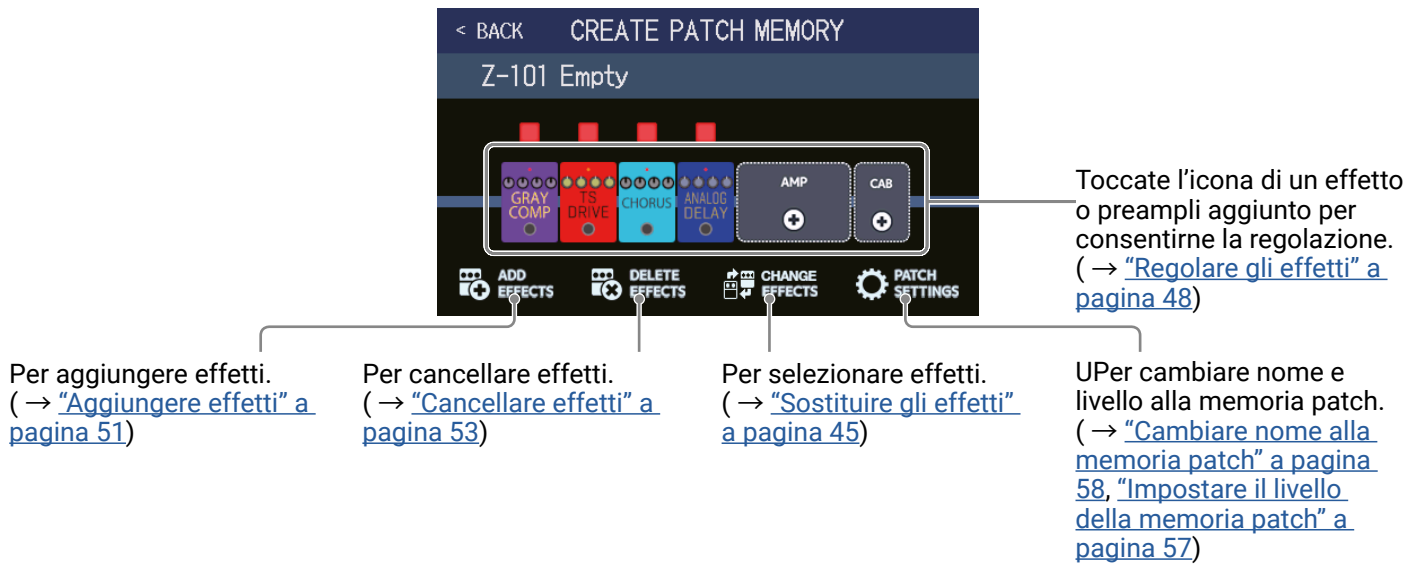 < BACK CREATE PATCH MEMORY
Z-101 Empty
GRAY
COMP
TS
DRIVE
CHORUS
ANALOG
DELAY
AMP
CAB
ADD
EFFECTS
DELETE
EFFECTS
CHANGE
EFFECTS
PATCH
SETTINGS
Toccate l’icona di un effetto
o preampli aggiunto per
consentirne la regolazione.
( → “Regolare gli effetti” a
pagina 48)
Per aggiungere effetti.
( → “Aggiungere effetti” a
pagina 51)
Per cancellare effetti.
( → “Cancellare effetti” a
pagina 53)
Per selezionare effetti.
( → “Sostituire gli effetti”
a pagina 45)
UPer cambiare nome e
livello alla memoria patch.
( → “Cambiare nome alla
memoria patch” a pagina
58, “Impostare il livello
della memoria patch” a
pagina 57)